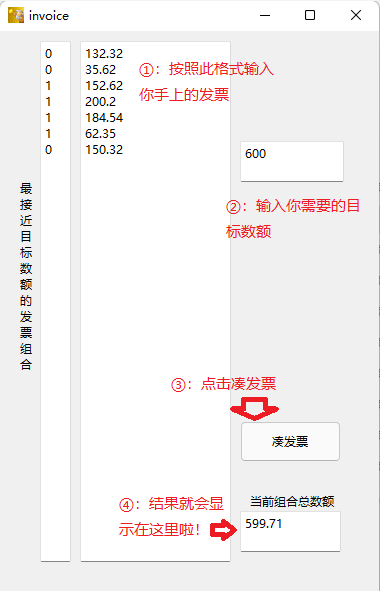 invoice
0 132.32
0 35.62
1 152.62
1 200.2
1 184.54
1 62.35
0 150.32
①：按照此格式输入
你手上的发票
600
②：输入你需要的目
标数额
最接近目标数额的发票组合
③：点击凑发票
凑发票
④：结果就会显
示在这里啦！
当前组合总数额
599.71